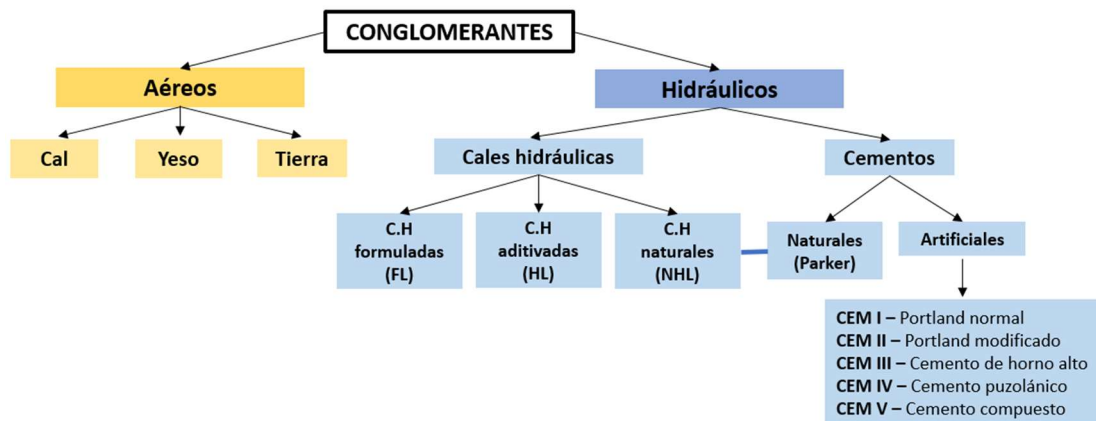 CONGLOMERANTES
Aéreos
Hidráulicos
Cal
Yeso
Tierra
Cales hidráulicas
Cementos
C.H
formuladas
(FL)
C.H
aditivadas
(HL)
C.H
naturales
(NHL)
Naturales
(Parker)
Artificiales
CEM I – Portland normal
CEM II – Portland modificado
CEM III – Cemento de horno alto
CEM IV – Cemento puzolánico
CEM V – Cemento compuesto